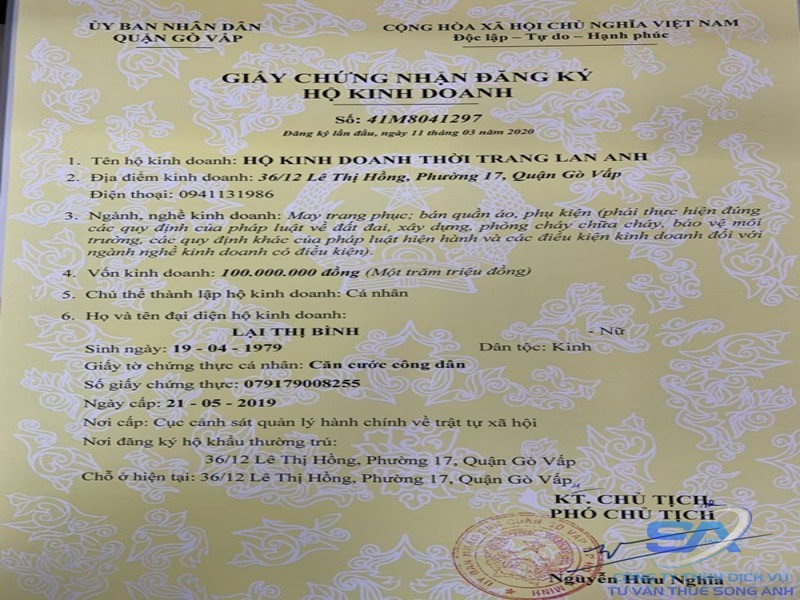 ỦY BAN NHÂN DÂN
QUẬN GÒ VẤP
CỘNG HÒA XÃ HỘI CHỦ NGHĨA VIỆT NAM
Độc lập – Tự do – Hạnh phúc
GIẤY CHỨNG NHẬN ĐĂNG KÝ
HỘ KINH DOANH
Số: 41M8041297
Đăng ký lần đầu, ngày 11 tháng 03 năm 2020
1. Tên hộ kinh doanh: HỘ KINH DOANH THỜI TRANG LAN ANH
2. Địa điểm kinh doanh: 36/12 Lê Thị Hồng, Phường 17, Quận Gò Vấp
Điện thoại: 0941131986
3. Ngành, nghề kinh doanh: May trang phục; bán quần áo, phụ kiện (phải thực hiện đúng
các quy định của pháp luật về đất đai, xây dựng, phòng cháy chữa cháy, bảo vệ môi
trường, các quy định khác của pháp luật hiện hành và các điều kiện kinh doanh đối với
ngành nghề kinh doanh có điều kiện).
4. Vốn kinh doanh: 100.000.000 đồng (Một trăm triệu đồng)
5. Chủ thể thành lập hộ kinh doanh: Cá nhân
6. Họ và tên đại diện hộ kinh doanh:
LẠI THỊ BÌNH - Nữ
Sinh ngày: 19 - 04 - 1979 Dân tộc: Kinh
Giấy tờ chứng thực cá nhân: Căn cước công dân
Số giấy chứng thực: 079179008255
Ngày cấp: 21 - 05 - 2019
Nơi cấp: Cục cảnh sát quản lý hành chính về trật tự xã hội
Nơi đăng ký hộ khẩu thường trú:
36/12 Lê Thị Hồng, Phường 17, Quận Gò Vấp
Chỗ ở hiện tại: 36/12 Lê Thị Hồng, Phường 17, Quận Gò Vấp
KT. CHỦ TỊCH
PHÓ CHỦ TỊCH
Nguyễn Hữu Nghĩa
SA
DỊCH VỤ
TƯ VẤN THUẾ SONG ANH